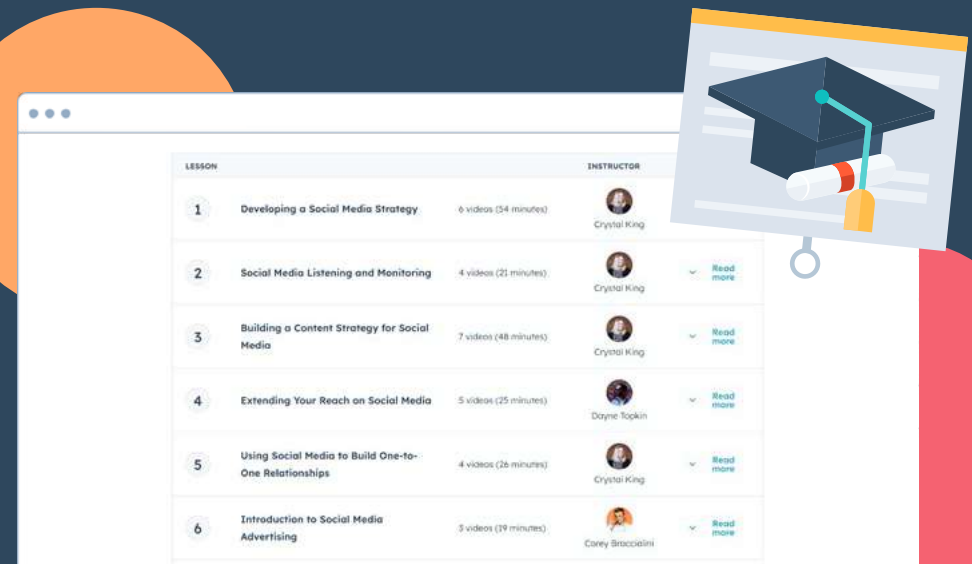 LESSON INSTRUCTOR
1 Developing a Social Media Strategy 6 videos (54 minutes)
Crystal King
2 Social Media Listening and Monitoring 4 videos (21 minutes) Read
more
Crystal King
3 Building a Content Strategy for Social
Media 7 videos (48 minutes) Read
more
Crystal King
4 Extending Your Reach on Social Media 5 videos (25 minutes) Read
more
Dayne Topkin
5 Using Social Media to Build One-to-
One Relationships 4 videos (26 minutes) Read
more
Crystal King
6 Introduction to Social Media
Advertising 3 videos (19 minutes) Read
more
Corey Braccialini